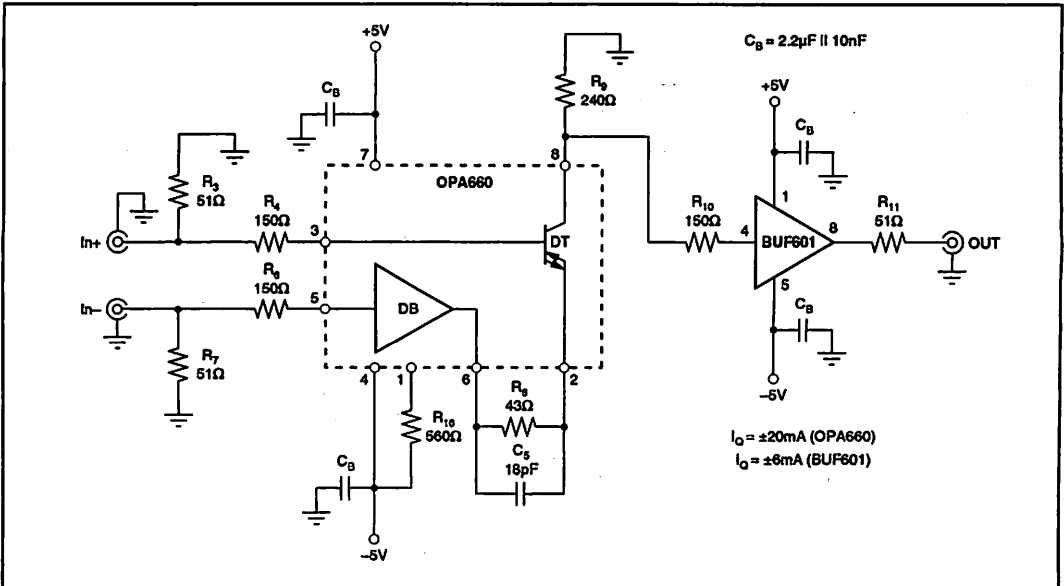 +5V
C_B = 2.2µF II 10nF
C_B
R_9
240Ω
+5V
C_B
7
8
OPA660
R_3
51Ω
R_4
150Ω
1
R_10
150Ω
R_11
51Ω
In+
3
DT
4
BUF601
8
OUT
R_6
150Ω
In–
5
DB
5
C_B
R_7
51Ω
4
1
6
2
–5V
R_8
43Ω
R_16
560Ω
C_5
18pF
I_Q = ±20mA (OPA660)
I_Q = ±6mA (BUF601)
C_B
–5V